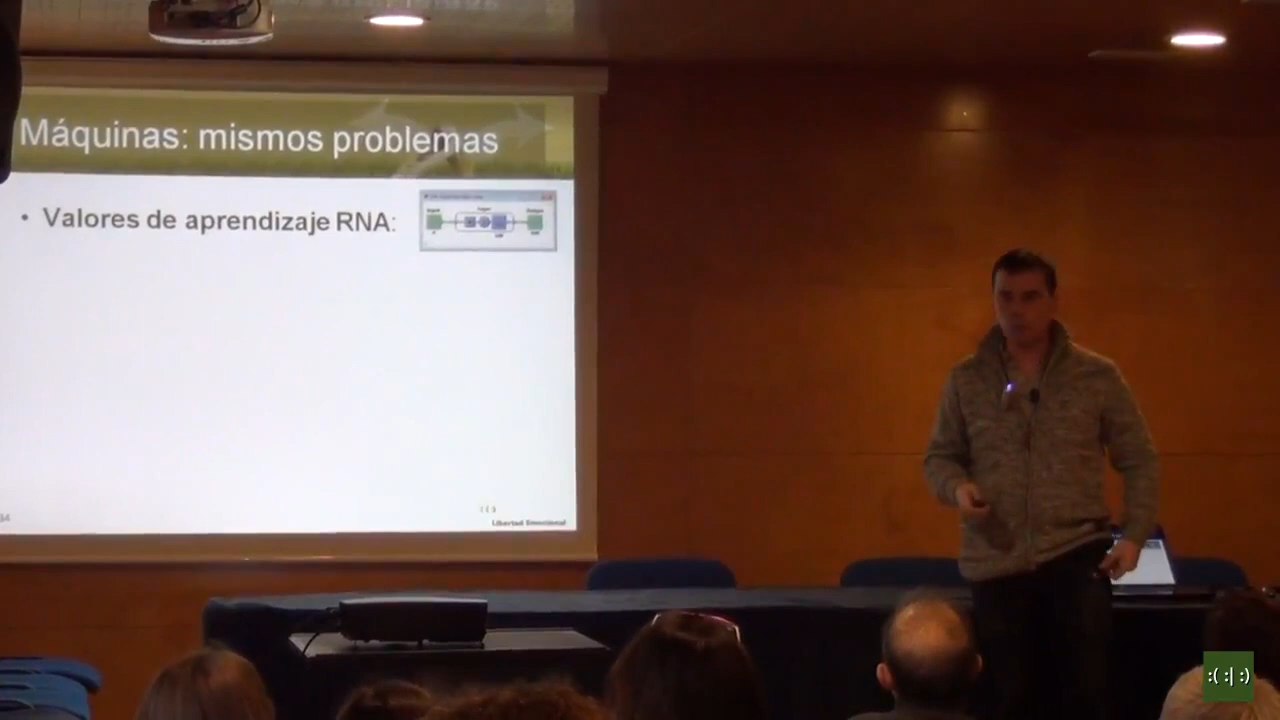 Máquinas: mismos problemas
• Valores de aprendizaje RNA:
Libertad Emocional
:( :| :)